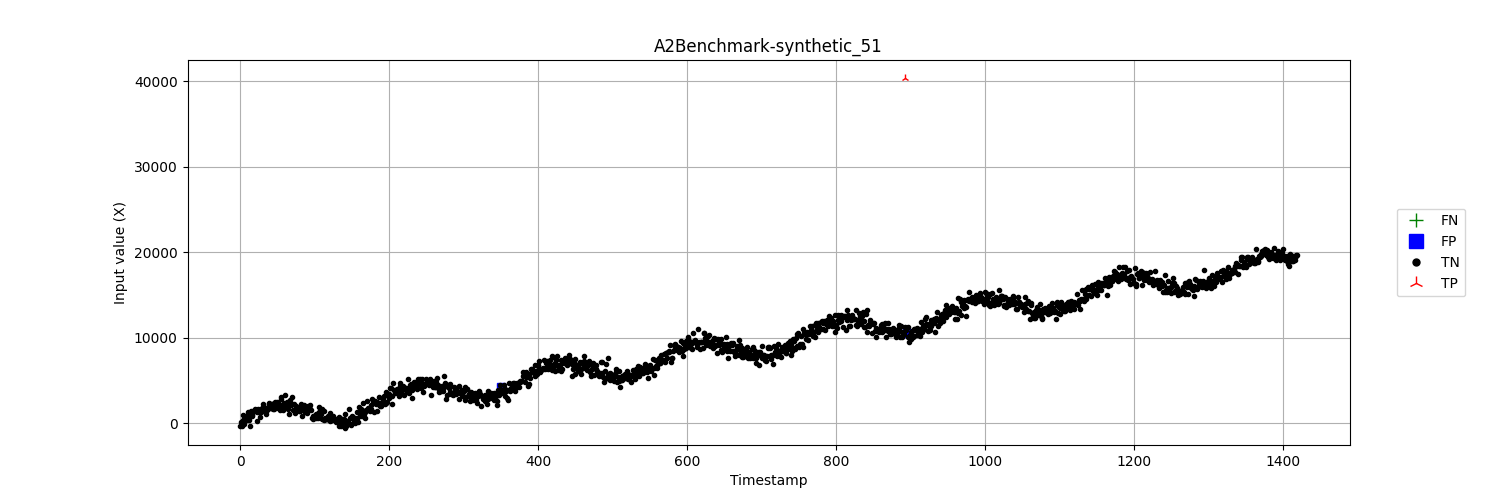 A2Benchmark-synthetic_51
40000
30000
20000
10000
0
Input value (X)
0 200 400 600 800 1000 1200 1400
Timestamp
FN
FP
TN
TP